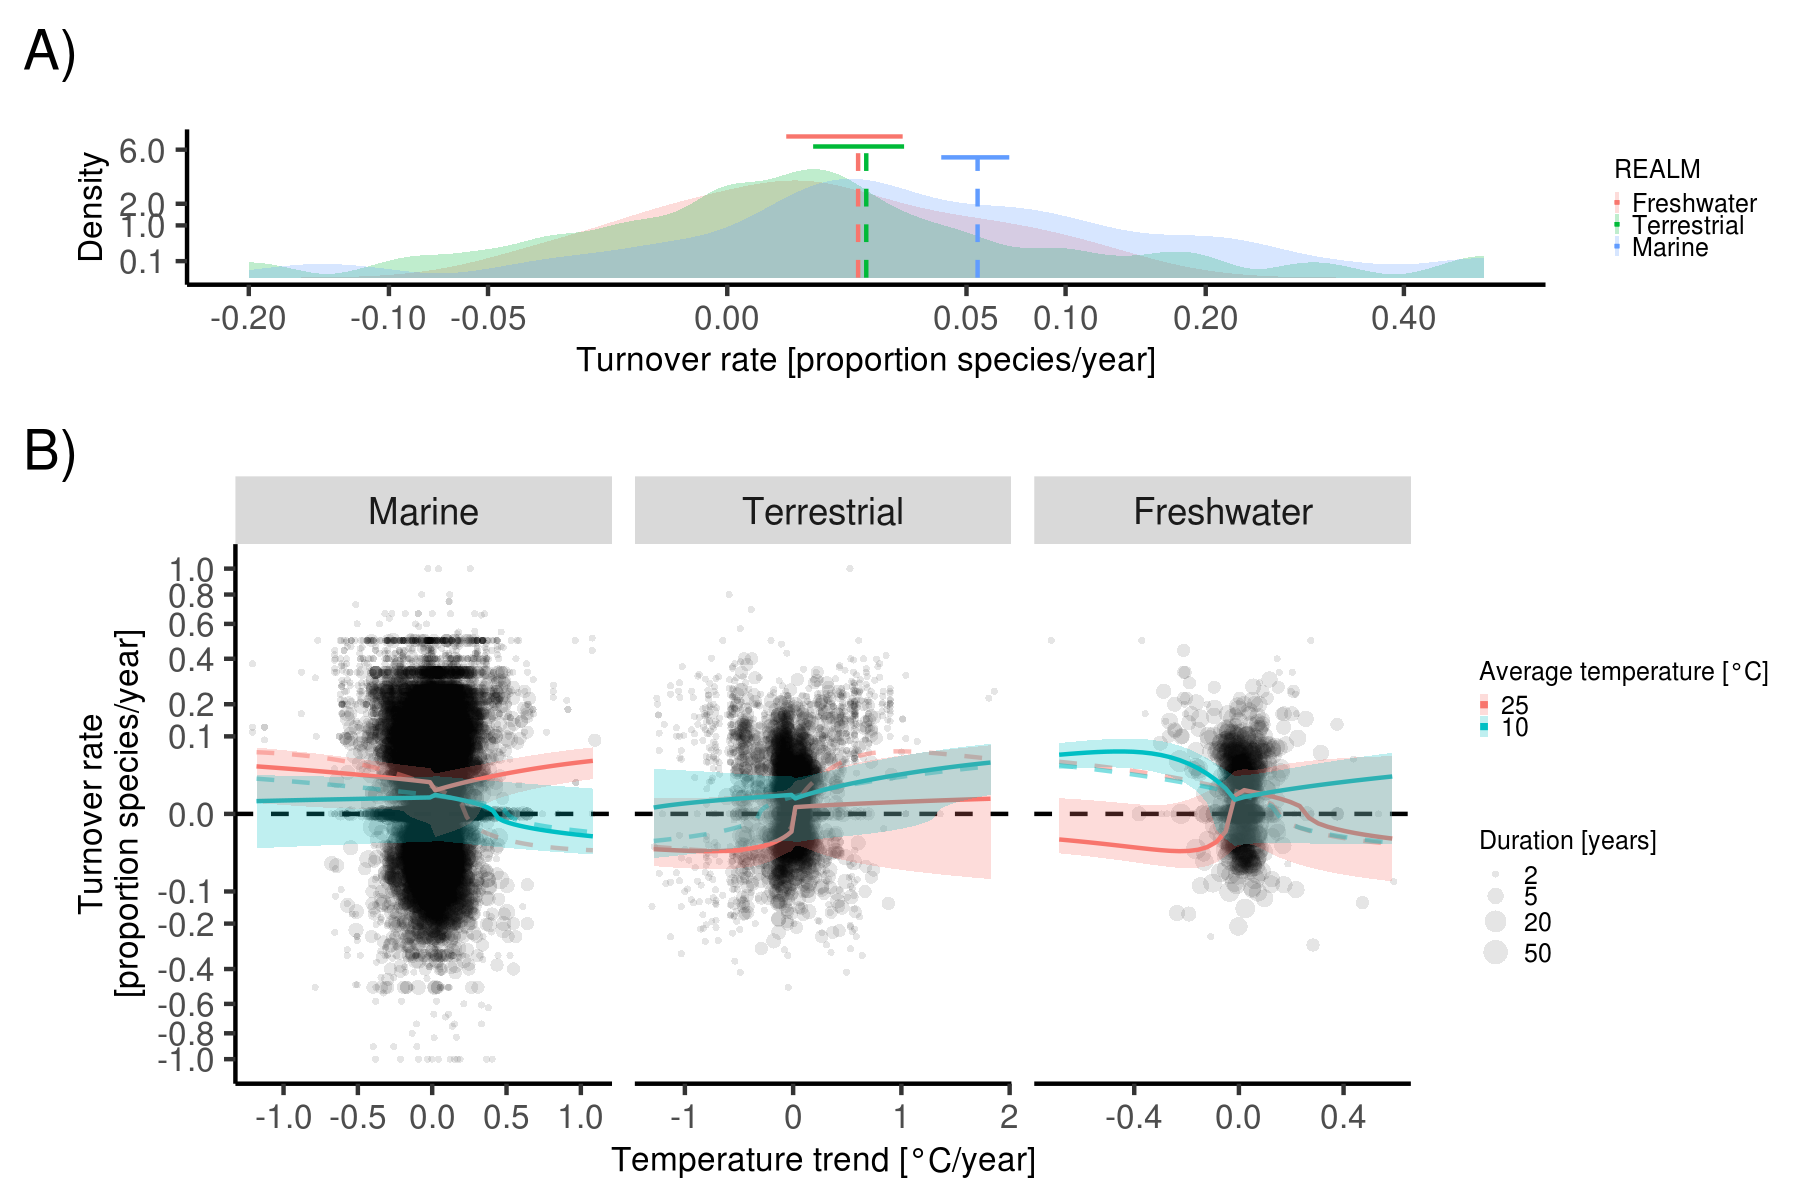 A)
Density
6.0
2.0
1.0
0.1
-0.20 -0.10 -0.05 0.00 0.05 0.10 0.20 0.40
Turnover rate [proportion species/year]
REALM
Freshwater
Terrestrial
Marine
B)
Marine Terrestrial Freshwater
Turnover rate
[proportion species/year]
1.0
0.8
0.6
0.4
0.2
0.1
0.0
-0.1
-0.2
-0.4
-0.6
-0.8
-1.0
-1.0 -0.5 0.0 0.5 1.0 -1 0 1 2 -0.4 0.0 0.4
Temperature trend [°C/year]
Average temperature [°C]
25
10
Duration [years]
2
5
20
50